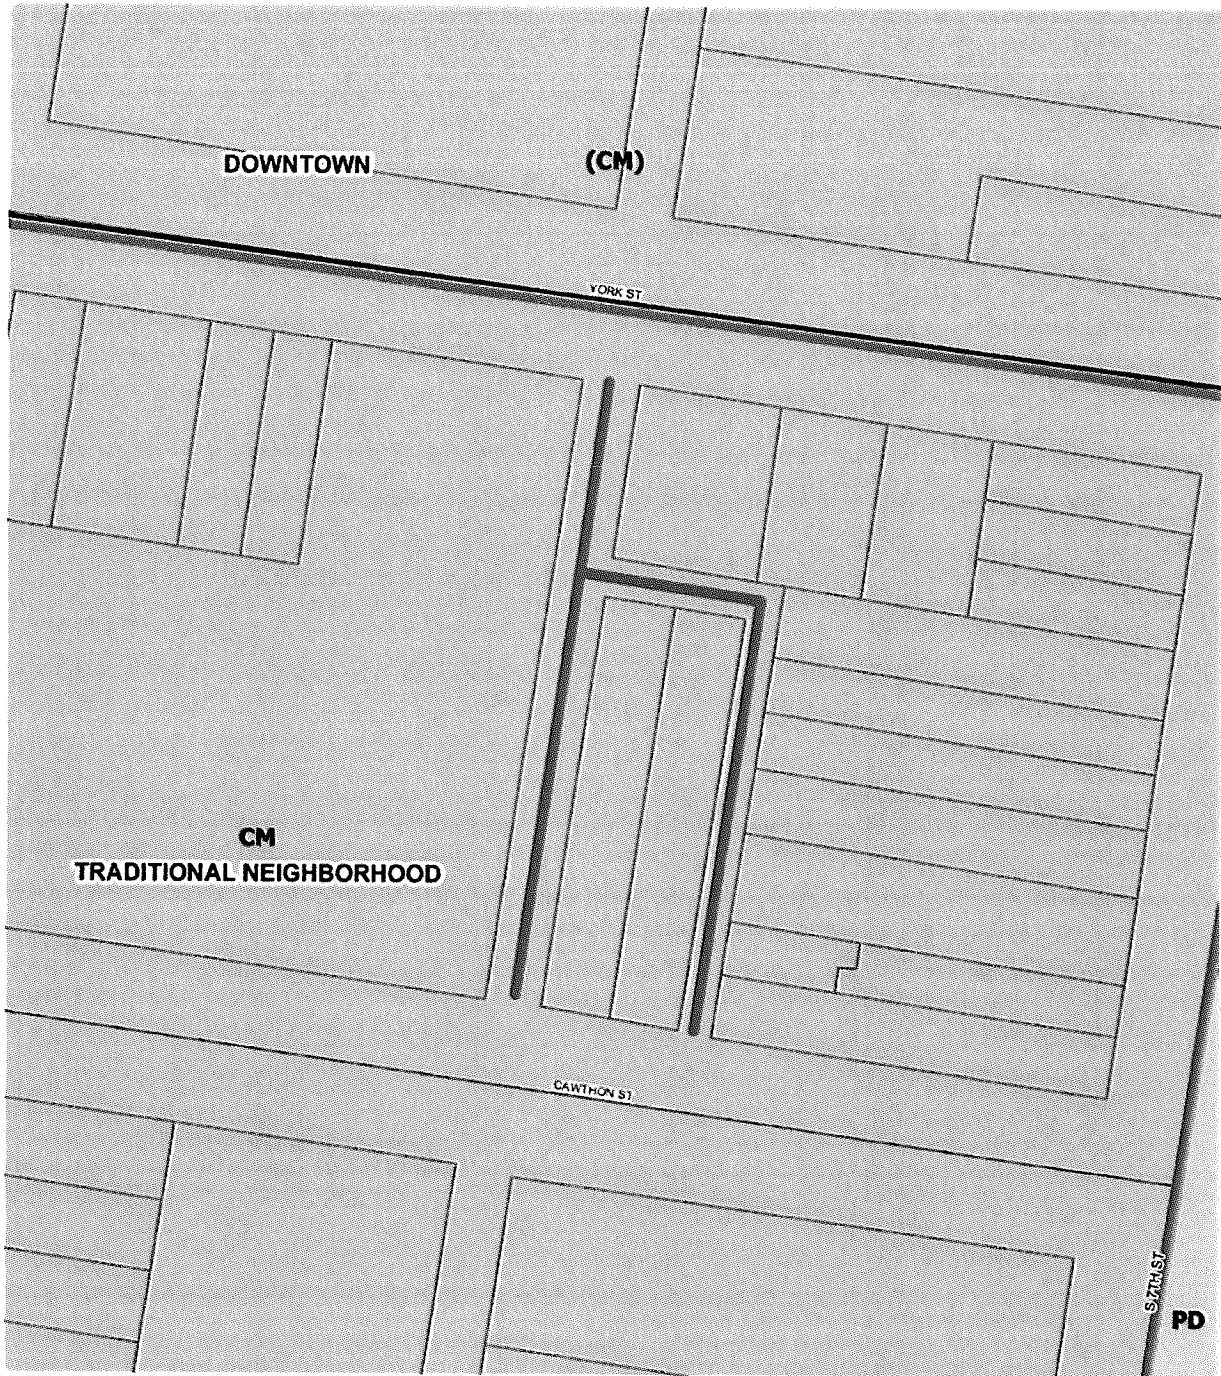 DOWNTOWN
(CM)
YORK ST
CM
TRADITIONAL NEIGHBORHOOD
CAWTHON ST
S 7TH ST
PD